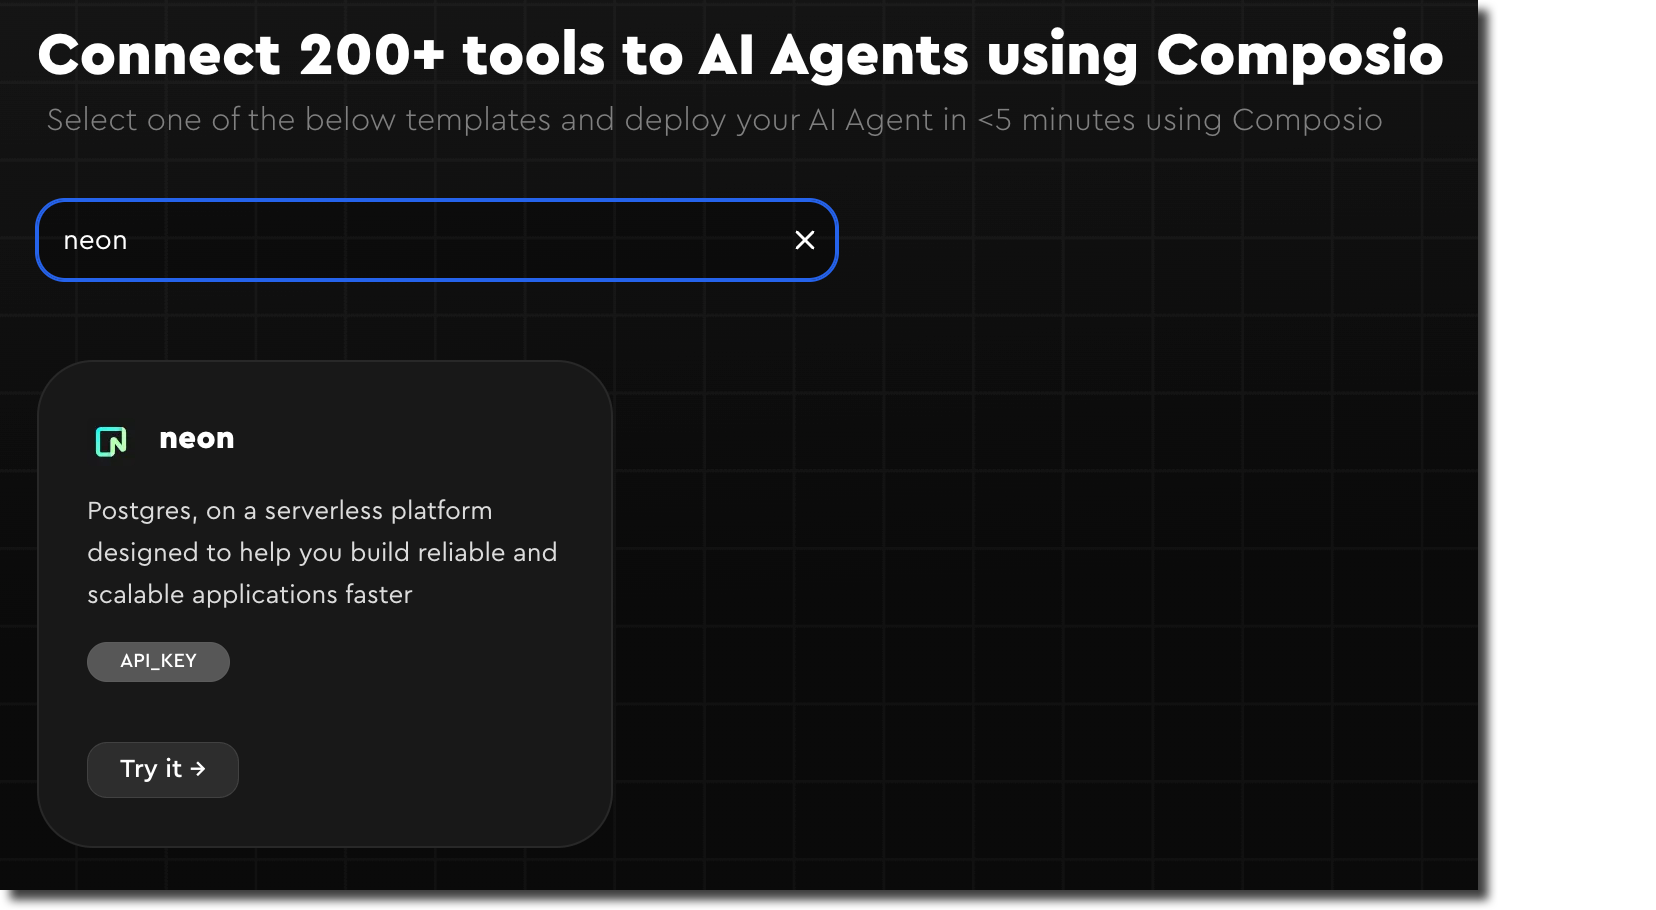 Connect 200+ tools to AI Agents using Composio
Select one of the below templates and deploy your AI Agent in <5 minutes using Composio
neon
neon
Postgres, on a serverless platform
designed to help you build reliable and
scalable applications faster
API_KEY
Try it →